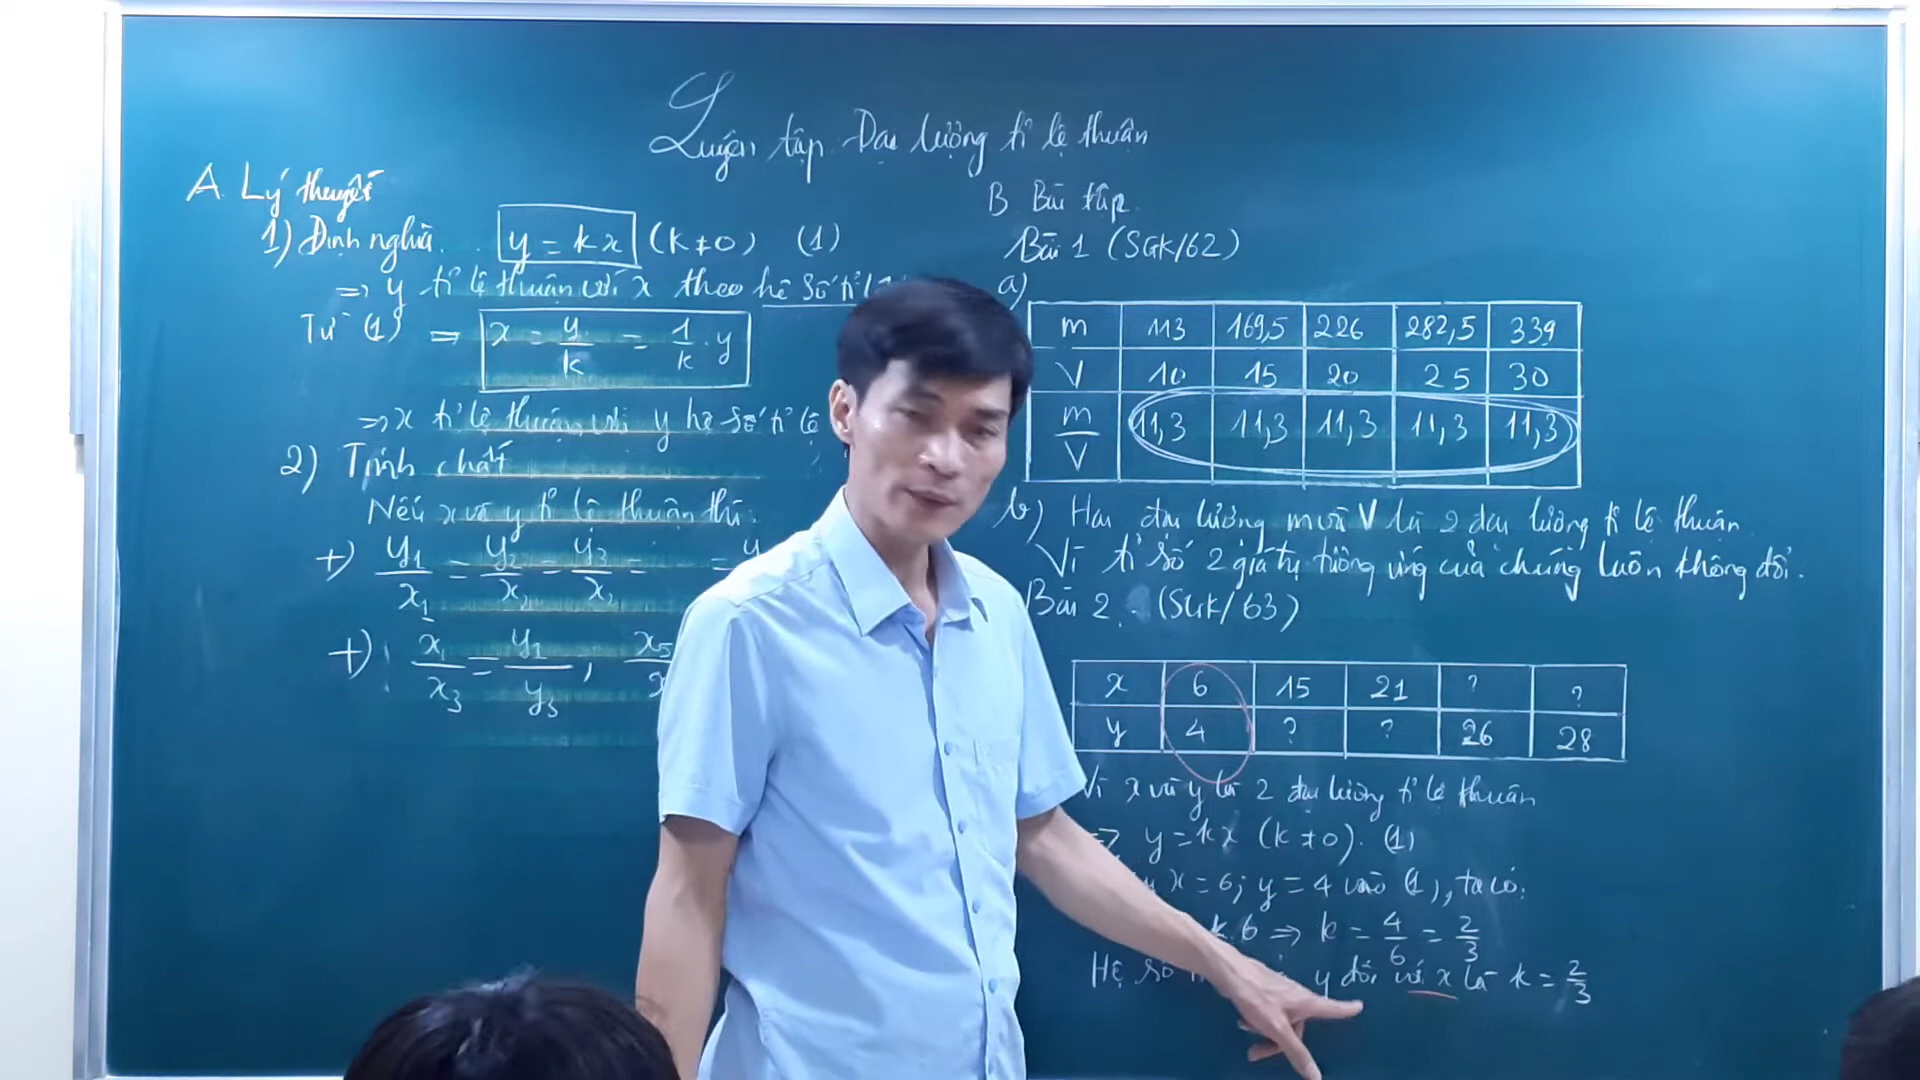 Luyện tập Đại lượng tỉ lệ thuận
A. Lý thuyết
1) Định nghĩa. y = kx (k ≠ 0) (1)
=> y tỉ lệ thuận với x theo hệ số tỉ lệ
Từ (1) => x = y/k = 1/k . y
=> x tỉ lệ thuận với y hệ số tỉ lệ
2) Tính chất
Nếu x và y tỉ lệ thuận thì:
+) y₁/x₁ = y₂/x₂ = y₃/x₃ =
+) x₁/x₃ = y₁/y₃ ; x₅
B Bài tập
Bài 1 (SGK/62)
a)
m 113 169,5 226 282,5 339
V 10 15 20 25 30
m/V 11,3 11,3 11,3 11,3 11,3
b) Hai đại lượng m và V là 2 đại lượng tỉ lệ thuận
Vì tỉ số 2 giá trị tương ứng của chúng luôn không đổi.
Bài 2. (SGK/63)
x 6 15 21 ? ?
y 4 ? ? 26 28
Vì x và y là 2 đại lượng tỉ lệ thuận
=> y = kx (k ≠ 0). (1)
x = 6; y = 4 vào (1), ta có:
k.6 => k = 4/6 = 2/3
Hệ số y đối với x là k = 2/3